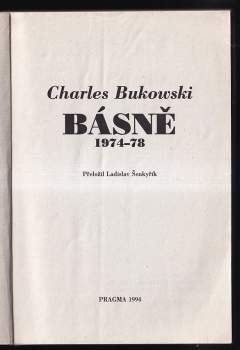 Charles Bukowski
BÁSNĚ
1974–78
Přeložil Ladislav Šenkyřík
PRAGMA 1994